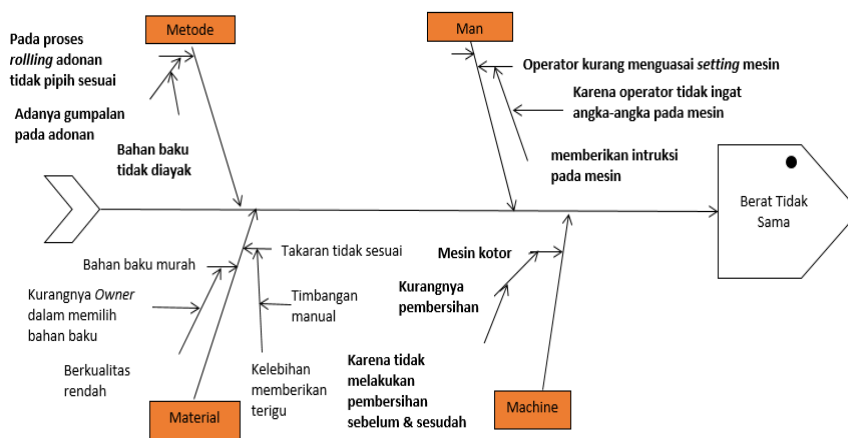 Metode
Man
Pada proses
rolling adonan
tidak pipih sesuai
Adanya gumpalan
pada adonan
Bahan baku
tidak diayak
Operator kurang menguasai setting mesin
Karena operator tidak ingat
angka-angka pada mesin
memberikan intruksi
pada mesin
Berat Tidak
Sama
Bahan baku murah
Kurangnya Owner
dalam memilih
bahan baku
Berkualitas
rendah
Takaran tidak sesuai
Timbangan
manual
Kelebihan
memberikan
terigu
Mesin kotor
Kurangnya
pembersihan
Karena tidak
melakukan
pembersihan
sebelum & sesudah
Material
Machine